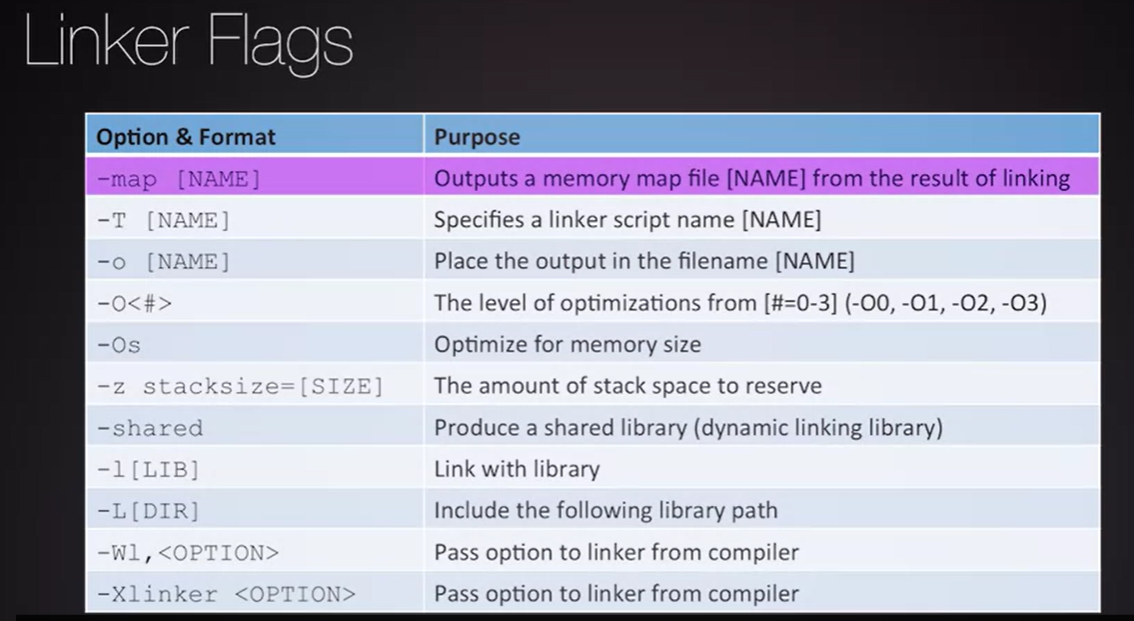 Linker Flags
Option & Format Purpose
-map [NAME] Outputs a memory map file [NAME] from the result of linking
-T [NAME] Specifies a linker script name [NAME]
-o [NAME] Place the output in the filename [NAME]
-O<#> The level of optimizations from [#=0-3] (-O0, -O1, -O2, -O3)
-Os Optimize for memory size
-z stacksize=[SIZE] The amount of stack space to reserve
-shared Produce a shared library (dynamic linking library)
-l[LIB] Link with library
-L[DIR] Include the following library path
-Wl,<OPTION> Pass option to linker from compiler
-Xlinker <OPTION> Pass option to linker from compiler